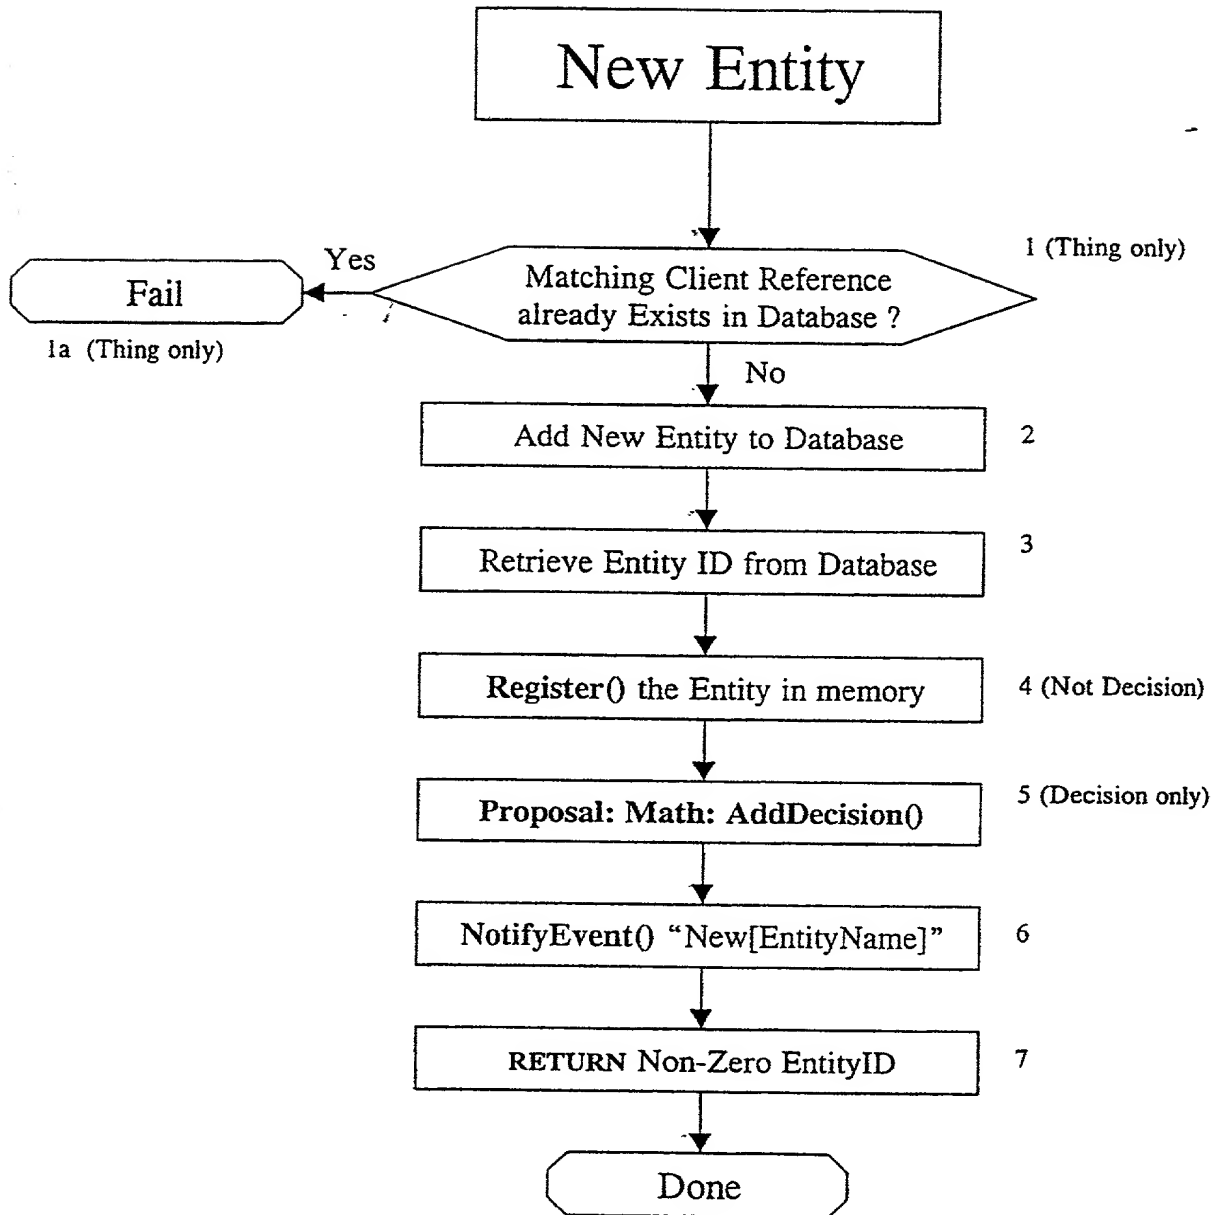 New Entity
1 (Thing only)
Matching Client Reference
already Exists in Database ?
Yes
Fail
1a (Thing only)
No
Add New Entity to Database
2
Retrieve Entity ID from Database
3
Register() the Entity in memory
4 (Not Decision)
Proposal: Math: AddDecision()
5 (Decision only)
NotifyEvent() “New[EntityName]”
6
RETURN Non-Zero EntityID
7
Done